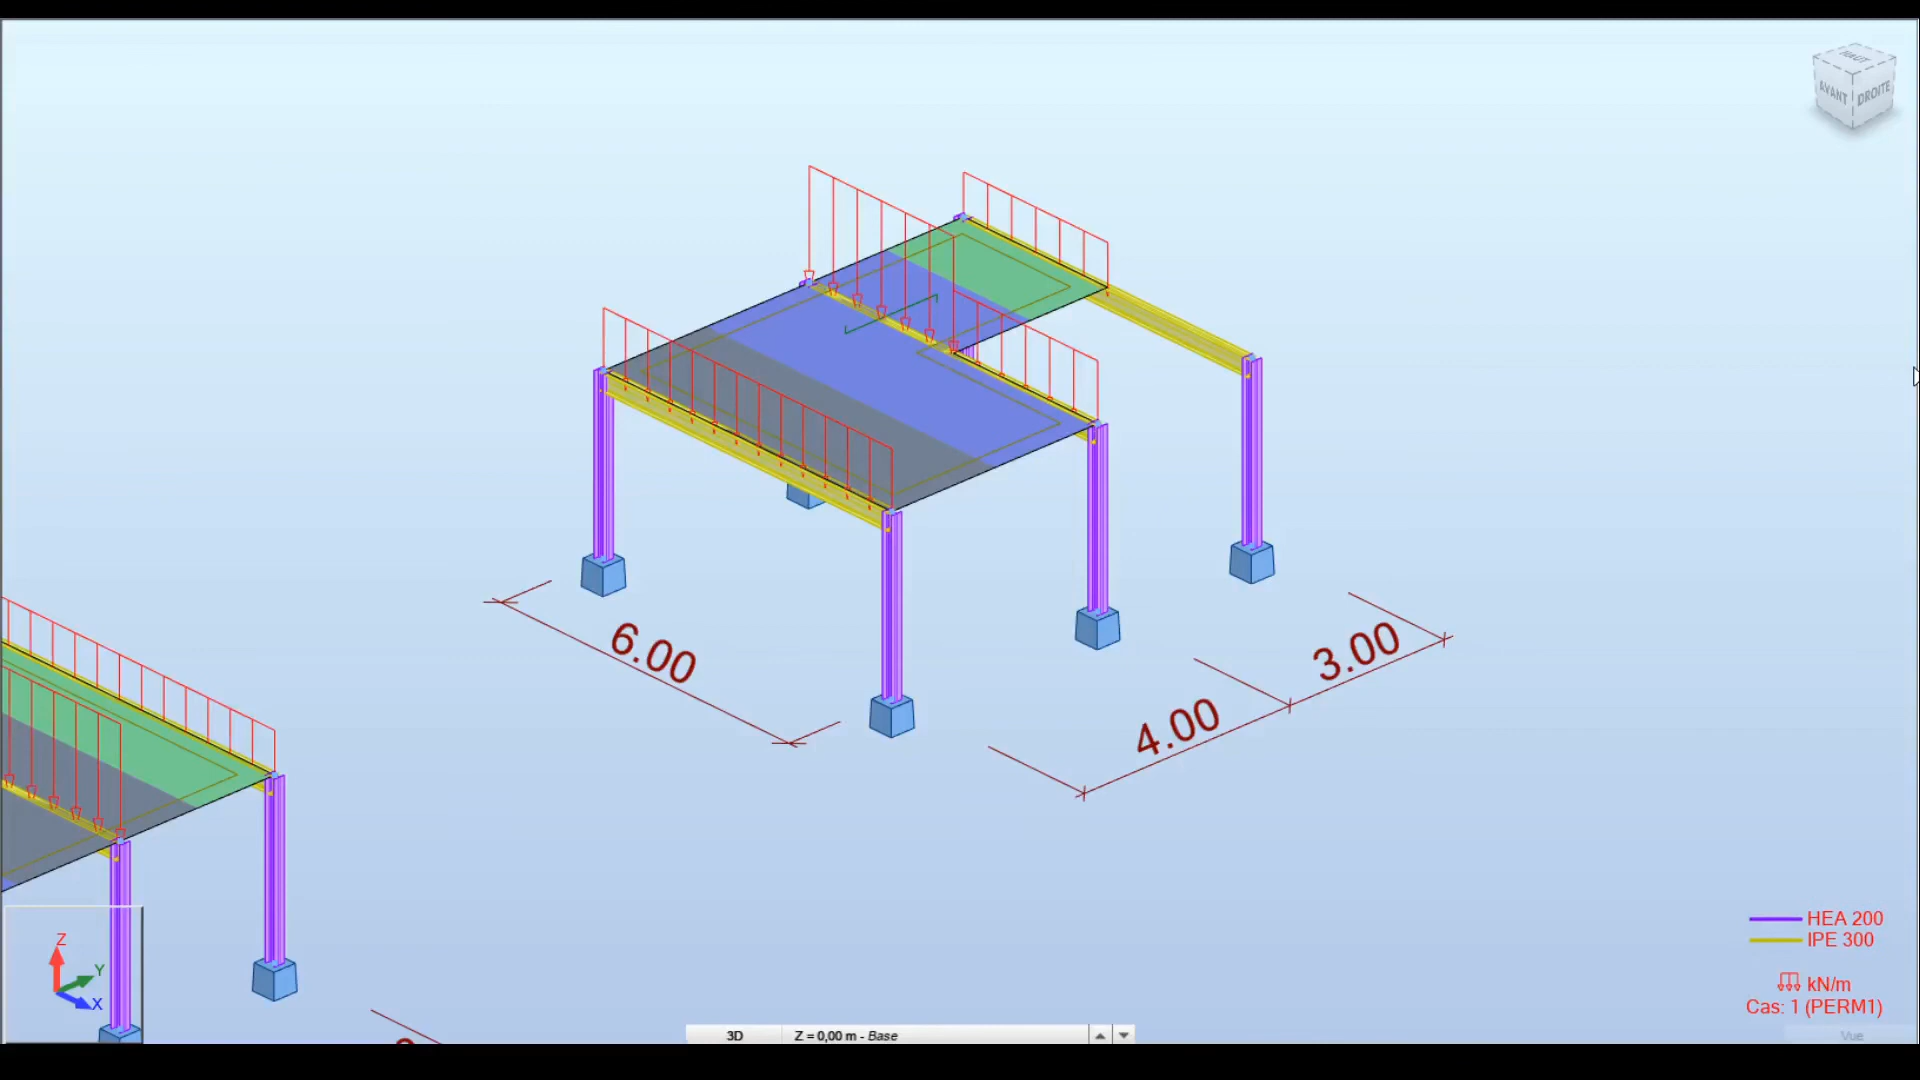 HAUT
AVANT
DROITE
6.00
3.00
4.00
HEA 200
IPE 300
kN/m
Cas: 1 (PERM1)
Z
Y
X
3D
Z = 0,00 m - Base
Vue